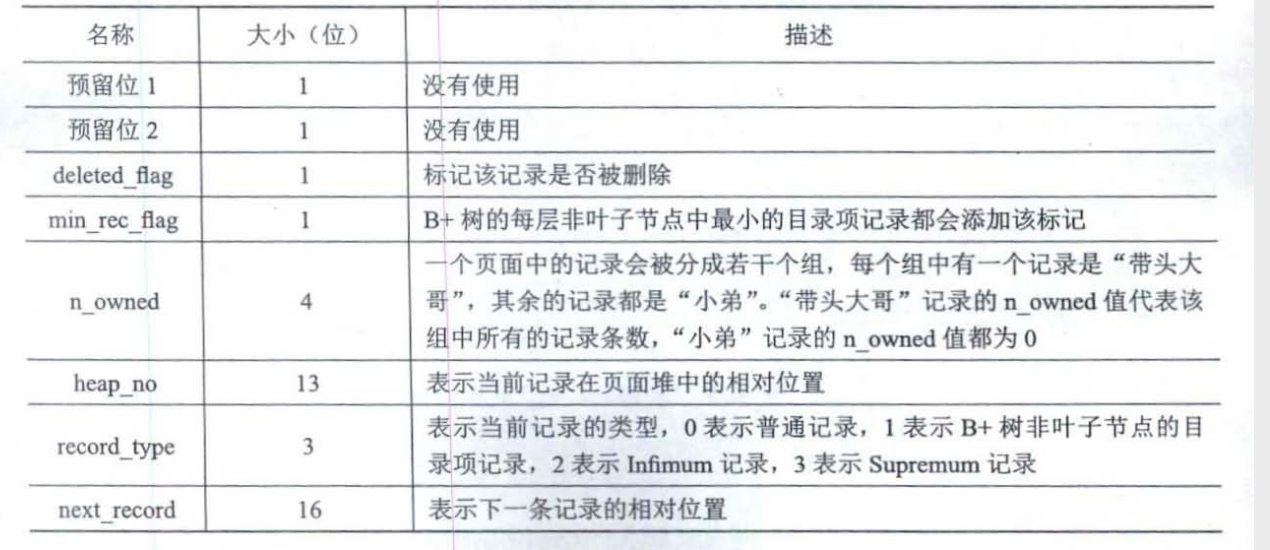 名称 大小（位） 描述
预留位 1 1 没有使用
预留位 2 1 没有使用
deleted_flag 1 标记该记录是否被删除
min_rec_flag 1 B+ 树的每层非叶子节点中最小的目录项记录都会添加该标记
一个页面中的记录会被分成若干个组，每个组中有一个记录是“带头大
n_owned 4 哥”，其余的记录都是“小弟”。“带头大哥”记录的 n_owned 值代表该
组中所有的记录条数，“小弟”记录的 n_owned 值都为 0
heap_no 13 表示当前记录在页面堆中的相对位置
record_type 3 表示当前记录的类型，0 表示普通记录，1 表示 B+ 树非叶子节点的目
录项记录，2 表示 Infimum 记录，3 表示 Supremum 记录
next_record 16 表示下一条记录的相对位置